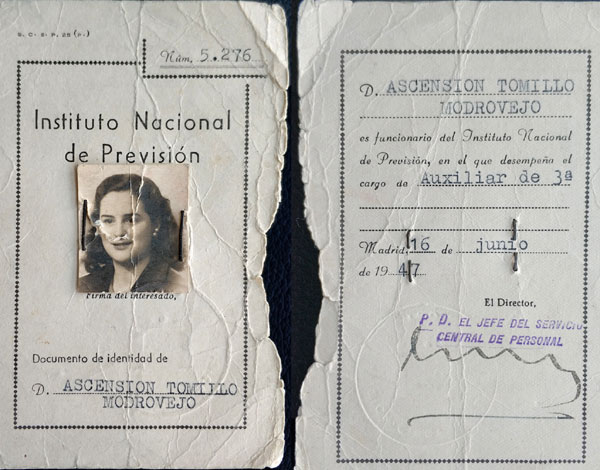 S. C. S. P. 28 (P.)
Núm. 5.276
Instituto Nacional
de Previsión
Firma del interesado,
Documento de identidad de
D. ASCENSION TOMILLO
MODROVEJO
D. ASCENSION TOMILLO
MODROVEJO
es funcionario del Instituto Nacional
de Previsión, en el que desempeña el
cargo de Auxiliar de 3ª
Madrid, 16 de junio
de 1947
El Director,
P. D. EL JEFE DEL SERVICIO
CENTRAL DE PERSONAL